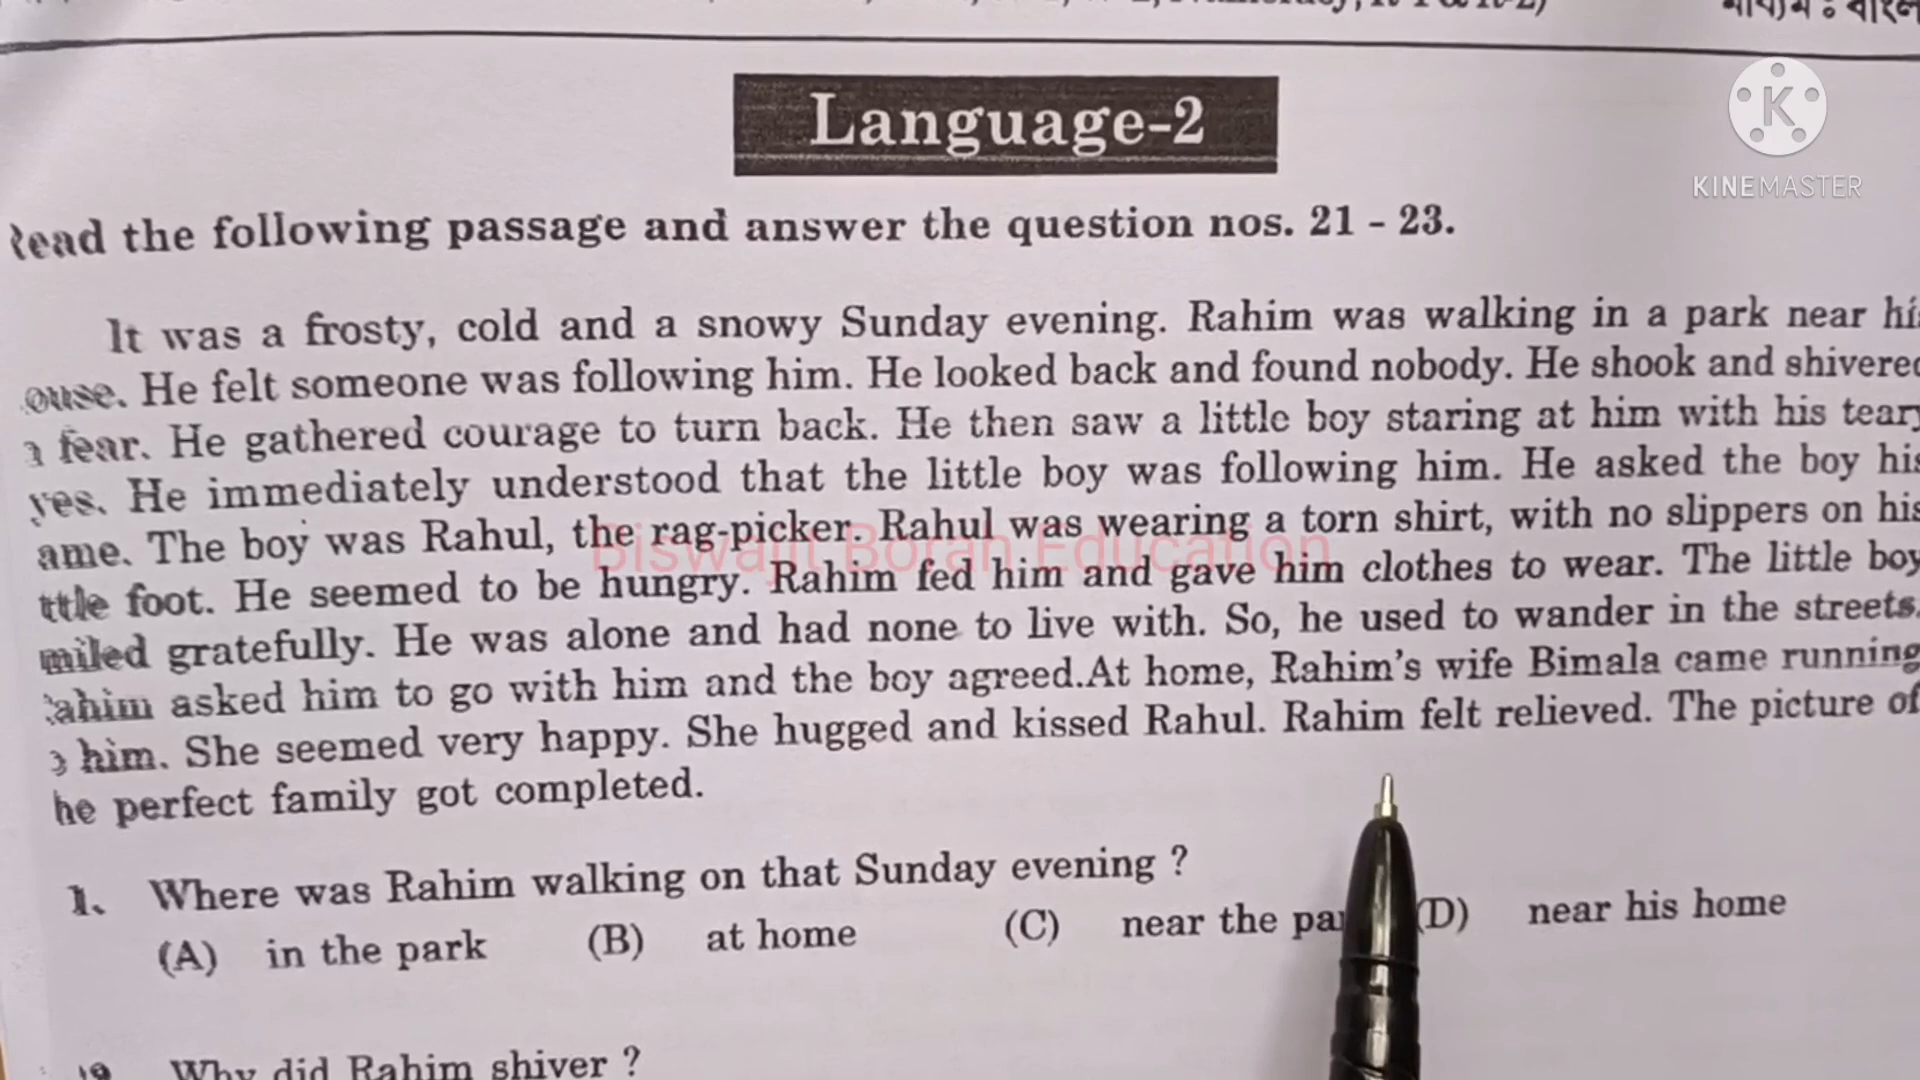 মাধ্যম : বাংলা
Language-2
Read the following passage and answer the question nos. 21 - 23.
KINEMASTER
It was a frosty, cold and a snowy Sunday evening. Rahim was walking in a park near his
ouse. He felt someone was following him. He looked back and found nobody. He shook and shivered
fear. He gathered courage to turn back. He then saw a little boy staring at him with his teary
yes. He immediately understood that the little boy was following him. He asked the boy his
ame. The boy was Rahul, the rag-picker. Rahul was wearing a torn shirt, with no slippers on his
ttle foot. He seemed to be hungry. Rahim fed him and gave him clothes to wear. The little boy
miled gratefully. He was alone and had none to live with. So, he used to wander in the streets.
ahim asked him to go with him and the boy agreed.At home, Rahim's wife Bimala came running
him. She seemed very happy. She hugged and kissed Rahul. Rahim felt relieved. The picture of
he perfect family got completed.
Biswajit Borah Education
1. Where was Rahim walking on that Sunday evening ?
(A) in the park (B) at home (C) near the pa (D) near his home
Why did Rahim shiver ?